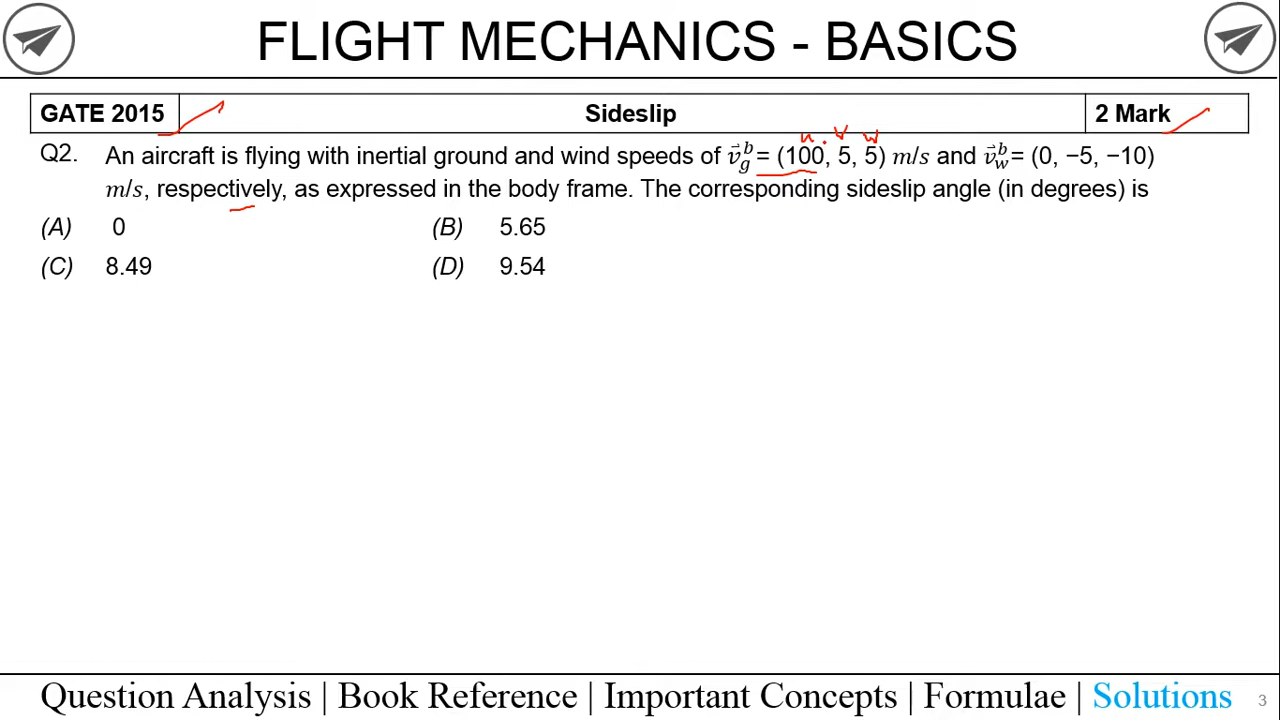 FLIGHT MECHANICS - BASICS
GATE 2015 Sideslip 2 Mark
u v w
Q2. An aircraft is flying with inertial ground and wind speeds of v⃗_g^b = (100, 5, 5) m/s and v⃗_w^b = (0, −5, −10)
m/s, respectively, as expressed in the body frame. The corresponding sideslip angle (in degrees) is
(A) 0 (B) 5.65
(C) 8.49 (D) 9.54
Question Analysis | Book Reference | Important Concepts | Formulae | Solutions 3